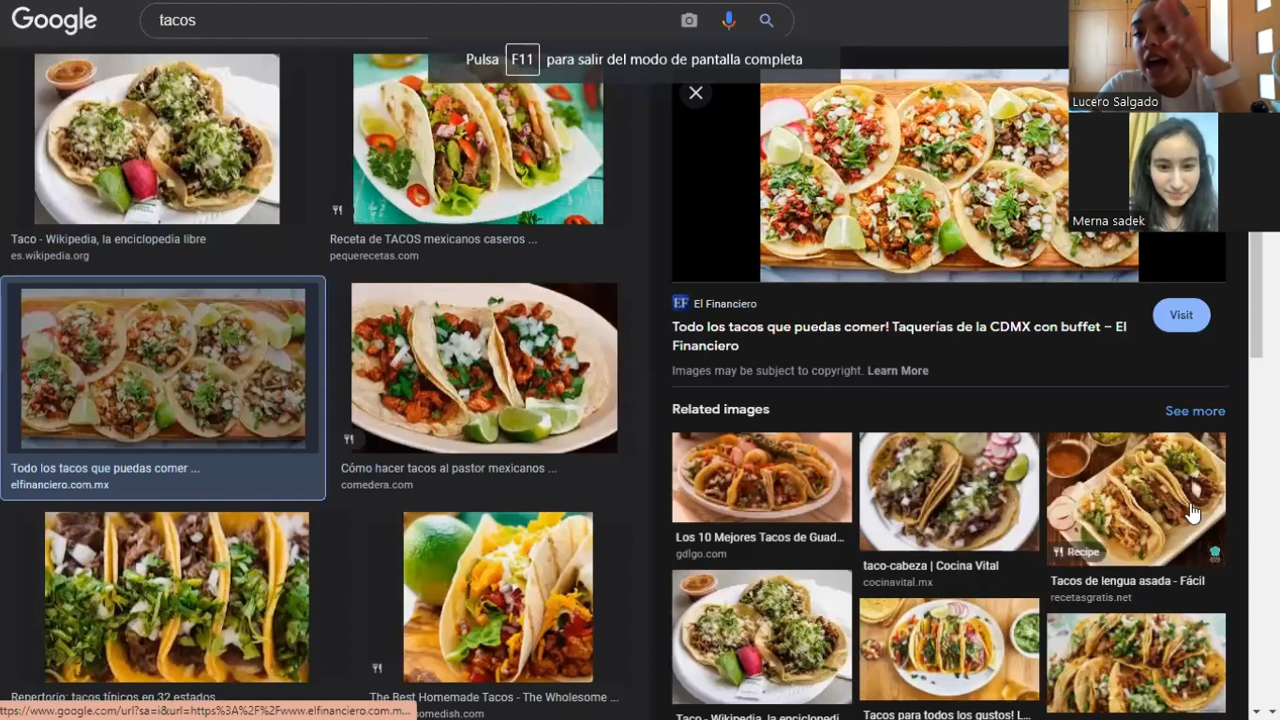 Google
tacos
Pulsa F11 para salir del modo de pantalla completa
Lucero Salgado
Merna sadek
Taco - Wikipedia, la enciclopedia libre
es.wikipedia.org
Receta de TACOS mexicanos caseros ...
pequerecetas.com
Todo los tacos que puedas comer ...
elfinanciero.com.mx
Cómo hacer tacos al pastor mexicanos ...
comedera.com
Repertorio: tacos típicos en 32 estados...
The Best Homemade Tacos - The Wholesome ...
somedish.com
ttps://www.google.com/url?sa=i&url=https%3A%2F%2Fwww.elfinanciero.com.m...
EF El Financiero
Todo los tacos que puedas comer! Taquerías de la CDMX con buffet – El
Financiero
Visit
Images may be subject to copyright. Learn More
Related images
See more
Los 10 Mejores Tacos de Guad...
gdlgo.com
taco-cabeza | Cocina Vital
cocinavital.mx
Recipe
Tacos de lengua asada - Fácil
recetasgratis.net
Taco - Wikipedia, la enciclopedi
Tacos para todos los gustos! L...